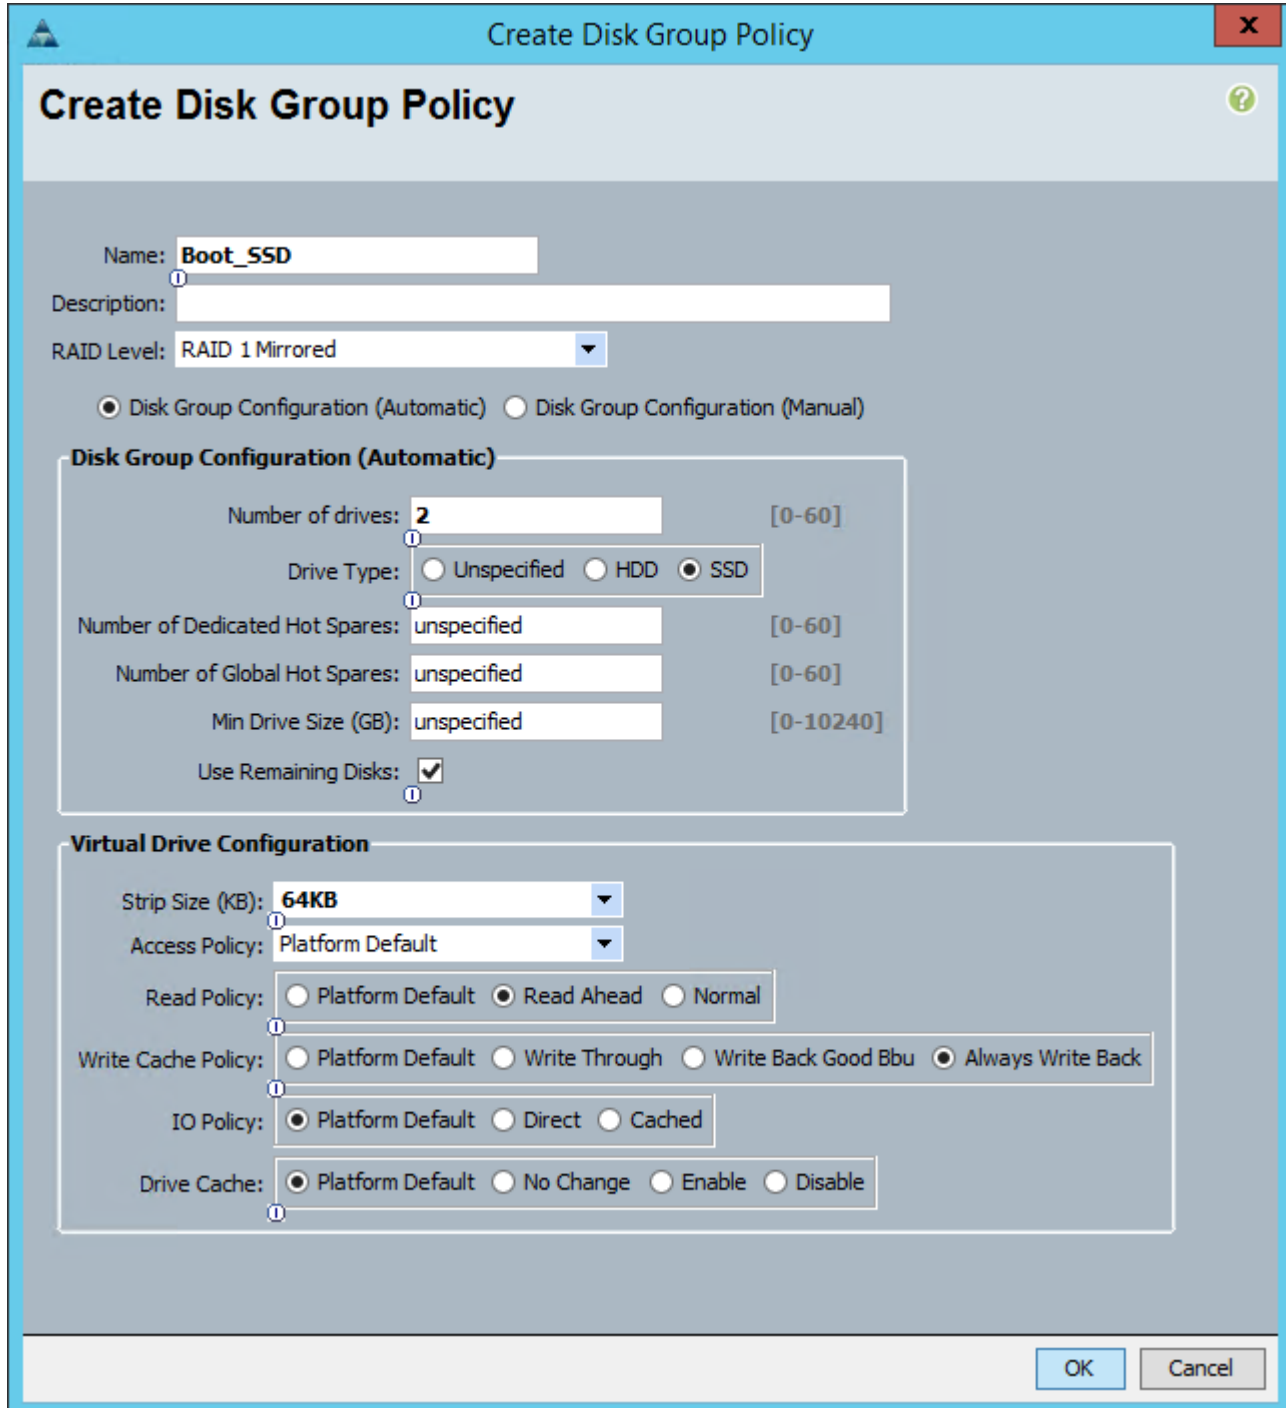 Create Disk Group Policy X
Create Disk Group Policy ?
Name: Boot_SSD
Description:
RAID Level: RAID 1 Mirrored
Disk Group Configuration (Automatic) Disk Group Configuration (Manual)
Disk Group Configuration (Automatic)
Number of drives: 2 [0-60]
Drive Type: Unspecified HDD SSD
Number of Dedicated Hot Spares: unspecified [0-60]
Number of Global Hot Spares: unspecified [0-60]
Min Drive Size (GB): unspecified [0-10240]
Use Remaining Disks:
Virtual Drive Configuration
Strip Size (KB): 64KB
Access Policy: Platform Default
Read Policy: Platform Default Read Ahead Normal
Write Cache Policy: Platform Default Write Through Write Back Good Bbu Always Write Back
IO Policy: Platform Default Direct Cached
Drive Cache: Platform Default No Change Enable Disable
OK Cancel